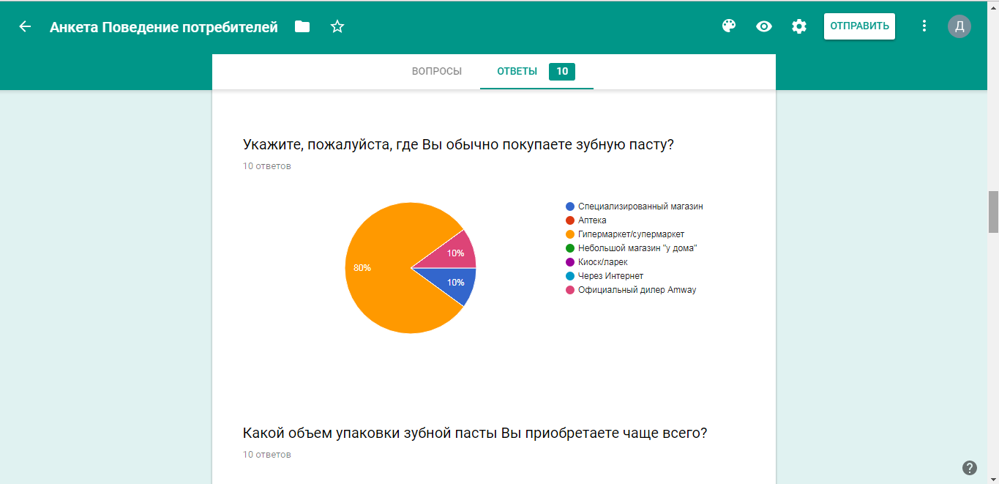 Анкета Поведение потребителей
ОТПРАВИТЬ
Д
ВОПРОСЫ
ОТВЕТЫ 10
Укажите, пожалуйста, где Вы обычно покупаете зубную пасту?
10 ответов
80%
10%
10%
Специализированный магазин
Аптека
Гипермаркет/супермаркет
Небольшой магазин "у дома"
Киоск/ларек
Через Интернет
Официальный дилер Amway
Какой объем упаковки зубной пасты Вы приобретаете чаще всего?
10 ответов
?